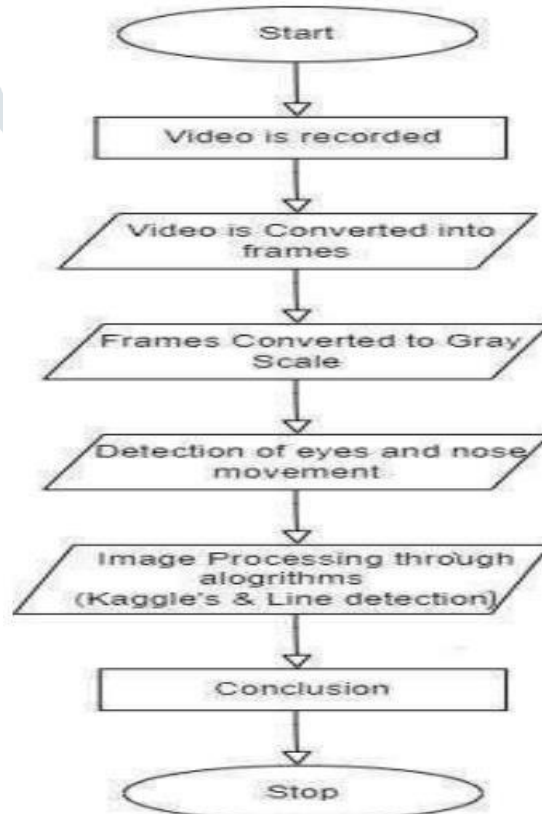 Start
Video is recorded
Video is Converted into
frames
Frames Converted to Gray
Scale
Detection of eyes and nose
movement
Image Processing through
alogrithms
(Kaggle's & Line detection)
Conclusion
Stop